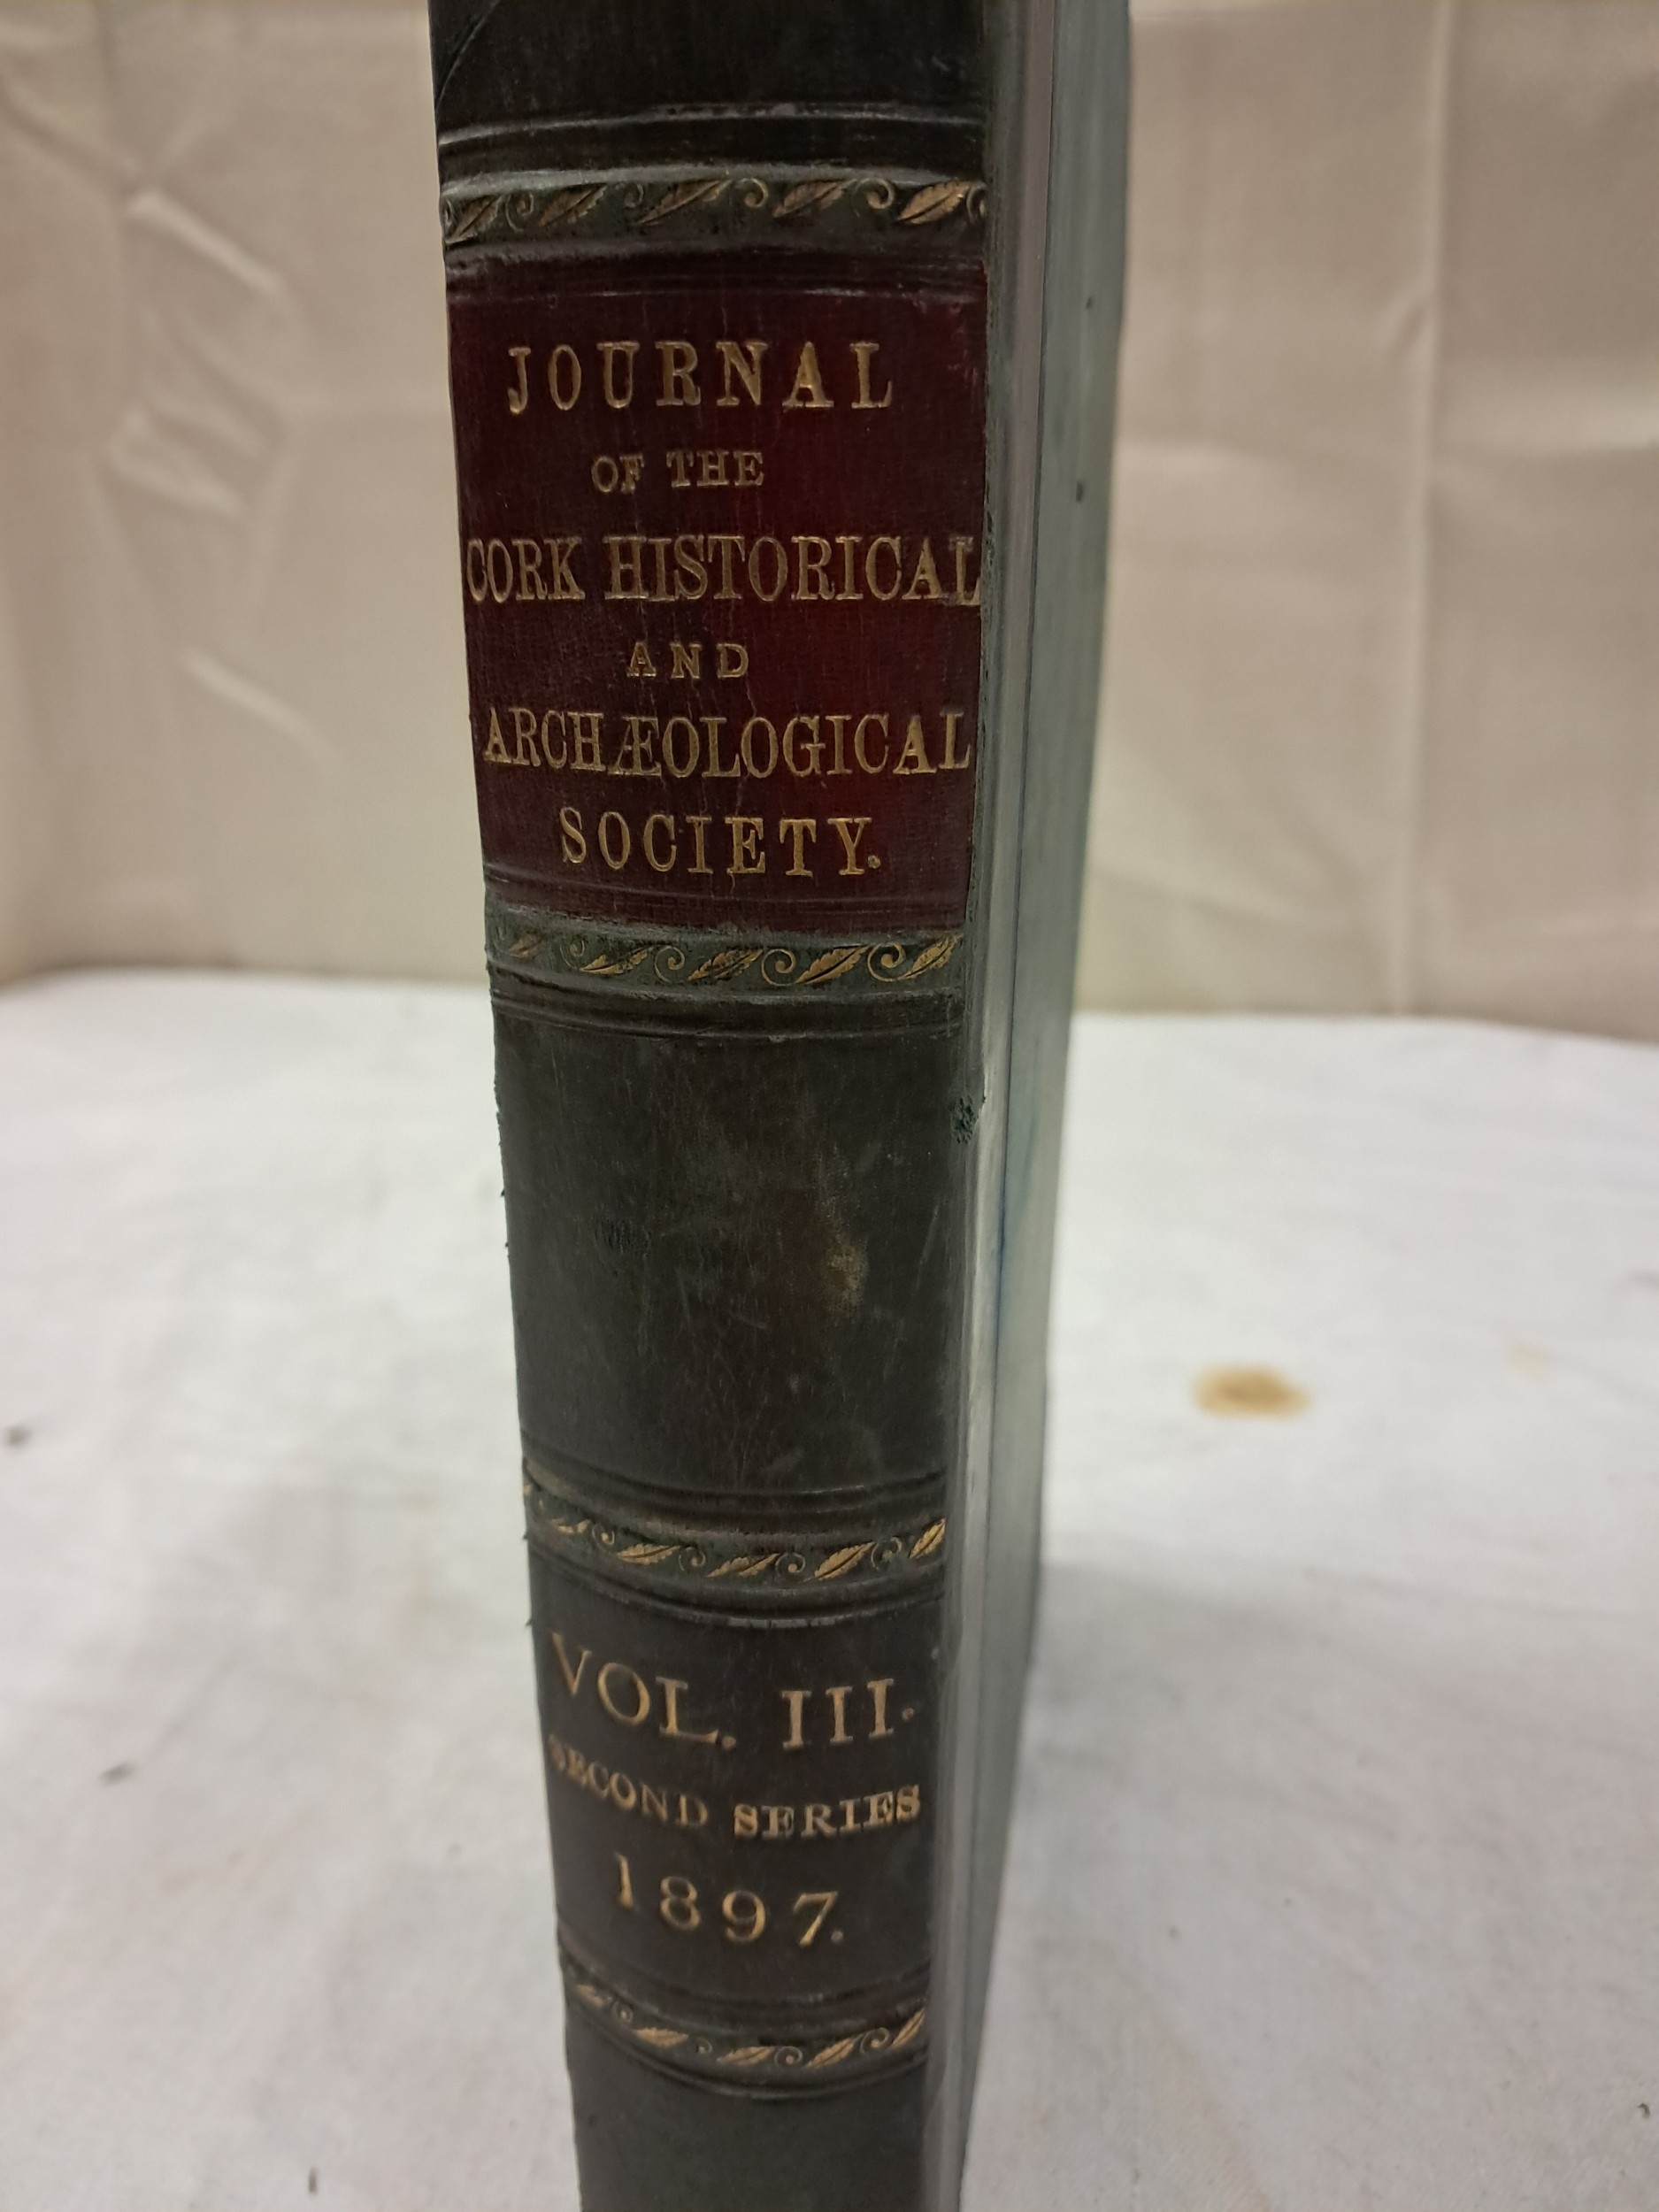 JOURNAL
OF THE
CORK HISTORICAL
AND
ARCHÆOLOGICAL
SOCIETY.
VOL. III.
SECOND SERIES
1897.